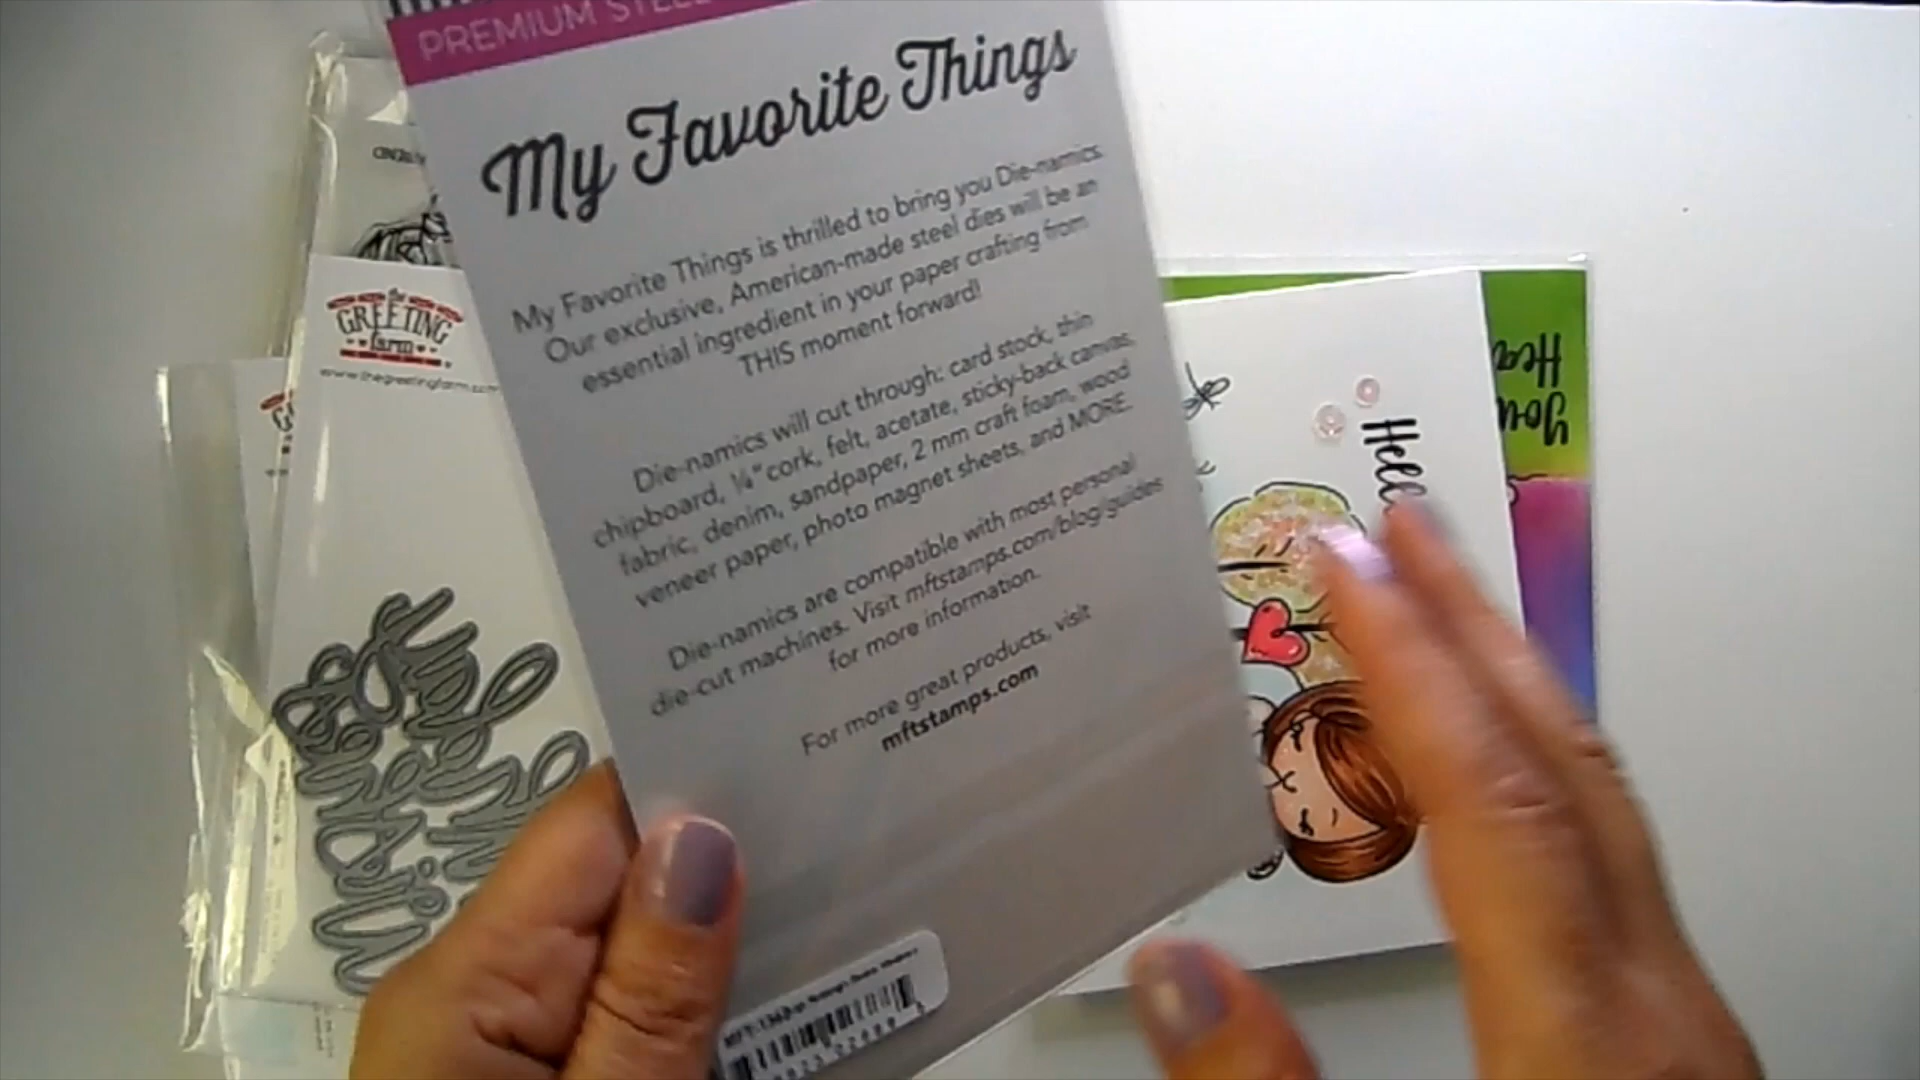 PREMIUM STEEL
My Favorite Things
My Favorite Things is thrilled to bring you Die-namics.
Our exclusive, American-made steel dies will be an
essential ingredient in your paper crafting from
THIS moment forward!
Die-namics will cut through: card stock, thin
chipboard, ¼" cork, felt, acetate, sticky-back canvas,
fabric, denim, sandpaper, 2 mm craft foam, wood
veneer paper, photo magnet sheets, and MORE.
Die-namics are compatible with most personal
die-cut machines. Visit mftstamps.com/blog/guides
for more information.
For more great products, visit
mftstamps.com
the
GREETING
farm
www.thegreetingfarm.com
Hello
You